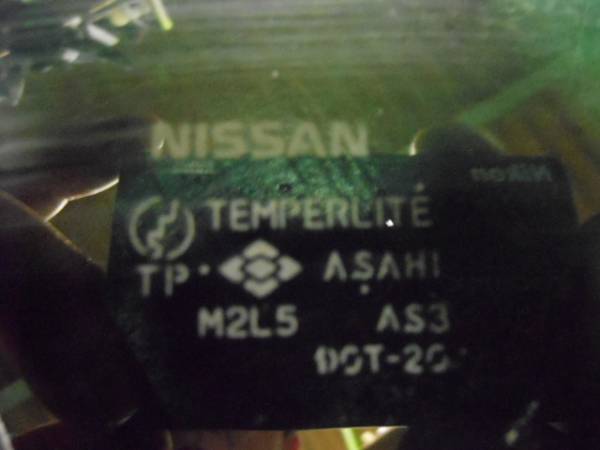 NISSAN
TEMPERLITE
TP ASAHI
M2L5 AS3
DOT-20